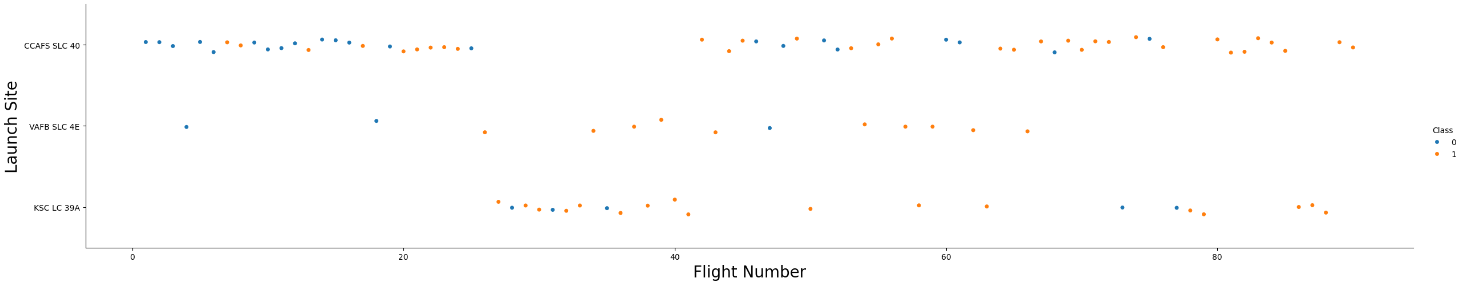 CCAFS SLC 40
VAFB SLC 4E
KSC LC 39A
Launch Site
0
20
40
60
80
Flight Number
Class
0
1